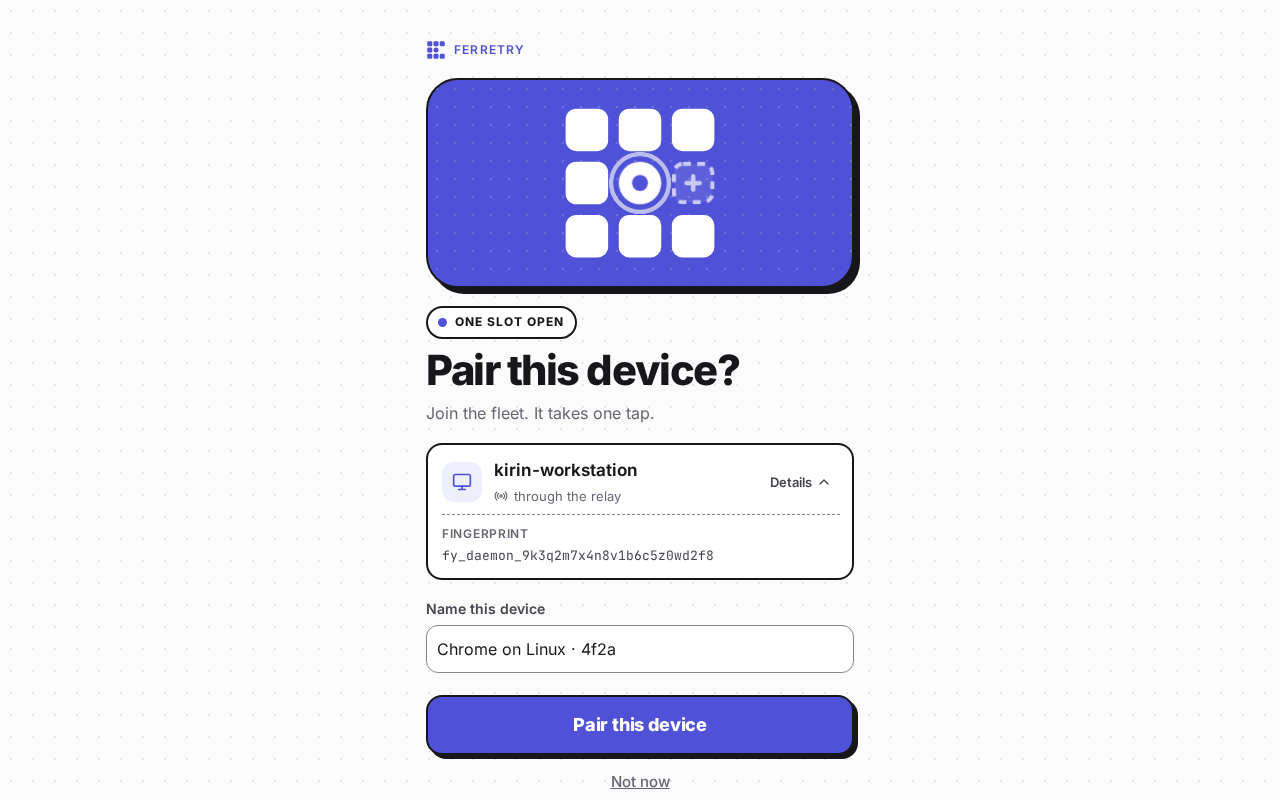 FERRETRY
ONE SLOT OPEN
Pair this device?
Join the fleet. It takes one tap.
kirin-workstation
through the relay
Details
FINGERPRINT
fy_daemon_9k3q2m7x4n8v1b6c5z0wd2f8
Name this device
Chrome on Linux · 4f2a
Pair this device
Not now